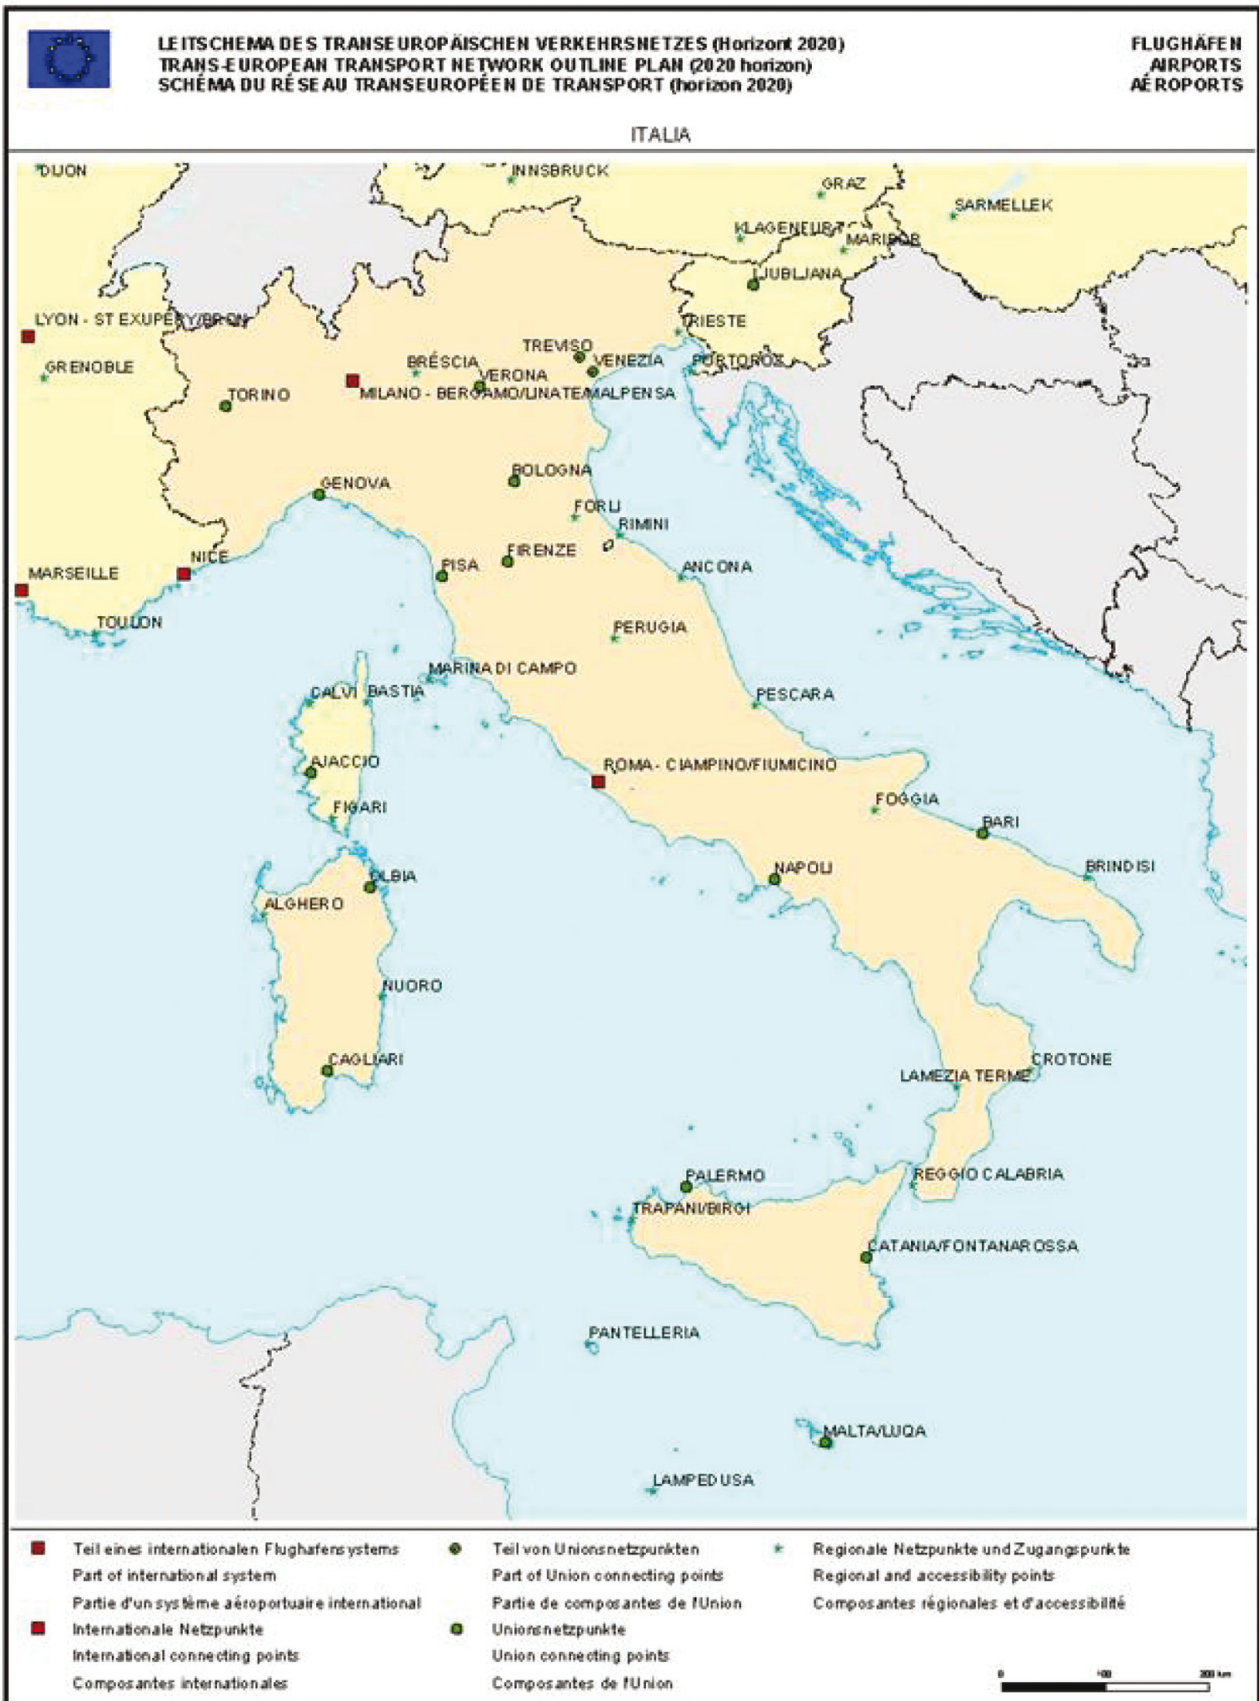 LEITSCHEMA DES TRANSEUROPÄISCHEN VERKEHRSNETZES (Horizont 2020)
TRANS-EUROPEAN TRANSPORT NETWORK OUTLINE PLAN (2020 horizon)
SCHÉMA DU RÉSEAU TRANSEUROPÉEN DE TRANSPORT (horizon 2020)
FLUGHÄFEN
AIRPORTS
AÉROPORTS
ITALIA
DIJON
INNSBRUCK
GRAZ
SARMELLEK
KLAGENFURT
MARIBOR
LJUBLJANA
LYON - ST EXUPÉRY/BRON
TRIESTE
TREVISO
VENEZIA
PORTOROZ
GRENOBLE
BRÉSCIA
VERONA
TORINO
MILANO - BERGAMO/LINATE/MALPENSA
BOLOGNA
GENOVA
FORLI
RIMINI
FIRENZE
NICE
PISA
ANCONA
MARSEILLE
TOULON
PERUGIA
MARINA DI CAMPO
CALVI
BASTIA
PESCARA
AJACCIO
ROMA - CIAMPINO/FIUMICINO
FIGARI
FOGGIA
BARI
OLBIA
NAPOLI
BRINDISI
ALGHERO
NUORO
CAGLIARI
CROTONE
LAMEZIA TERME
PALERMO
REGGIO CALABRIA
TRAPANI/BIRGI
CATANIA/FONTANAROSSA
PANTELLERIA
MALTA/LUQA
LAMPEDUSA
Teil eines internationalen Flughafensystems
Part of international system
Partie d'un système aéroportuaire international
Internationale Netzpunkte
International connecting points
Composantes internationales
Teil von Unionsnetzpunkten
Part of Union connecting points
Partie de composantes de l'Union
Unionsnetzpunkte
Union connecting points
Composantes de l'Union
Regionale Netzpunkte und Zugangspunkte
Regional and accessibility points
Composantes régionales et d'accessibilité
0 100 200 km